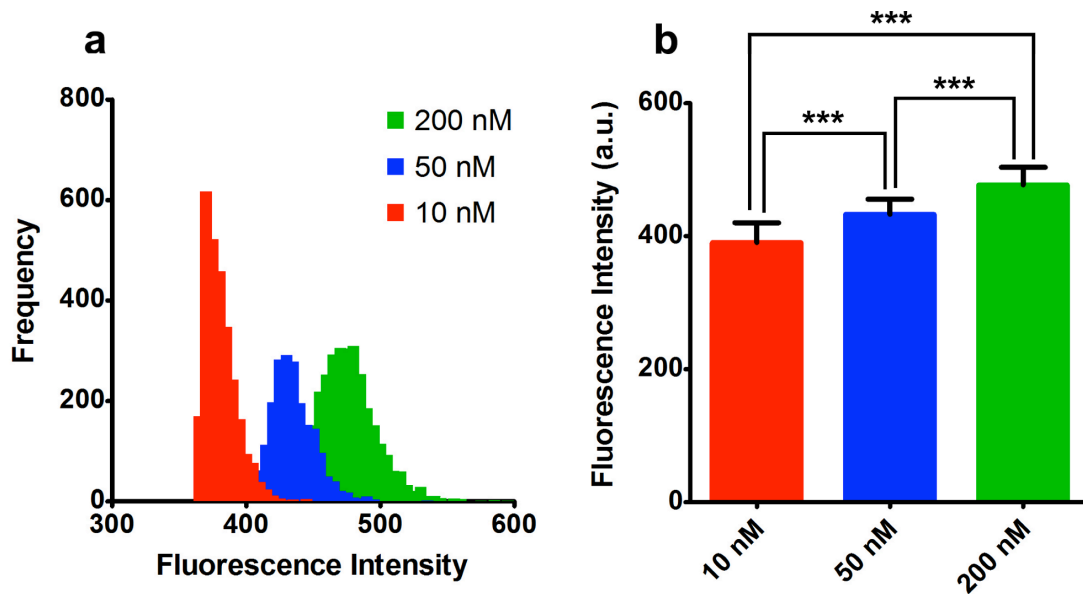 a
Frequency
800
600
400
200
0
200 nM
50 nM
10 nM
300 400 500 600
Fluorescence Intensity
b
Fluorescence Intensity (a.u.)
600
400
200
0
***
***
***
10 nM
50 nM
200 nM